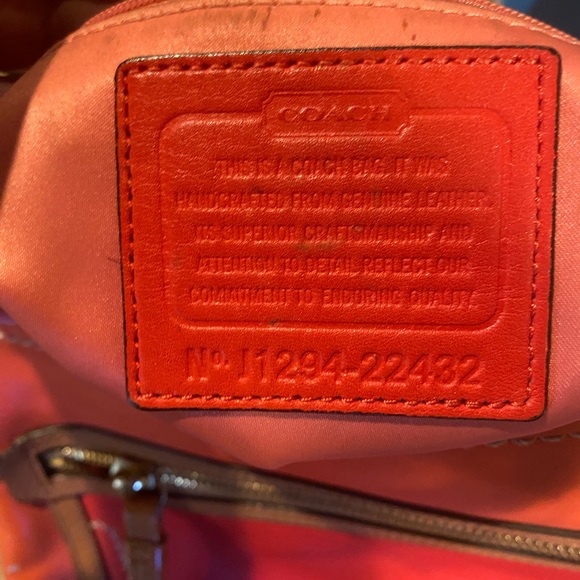 COACH
THIS IS A COACH BAG. IT WAS
HANDCRAFTED FROM GENUINE LEATHER.
ITS SUPERIOR CRAFTSMANSHIP AND
ATTENTION TO DETAIL REFLECT OUR
COMMITMENT TO ENDURING QUALITY.
No. J1294-22432